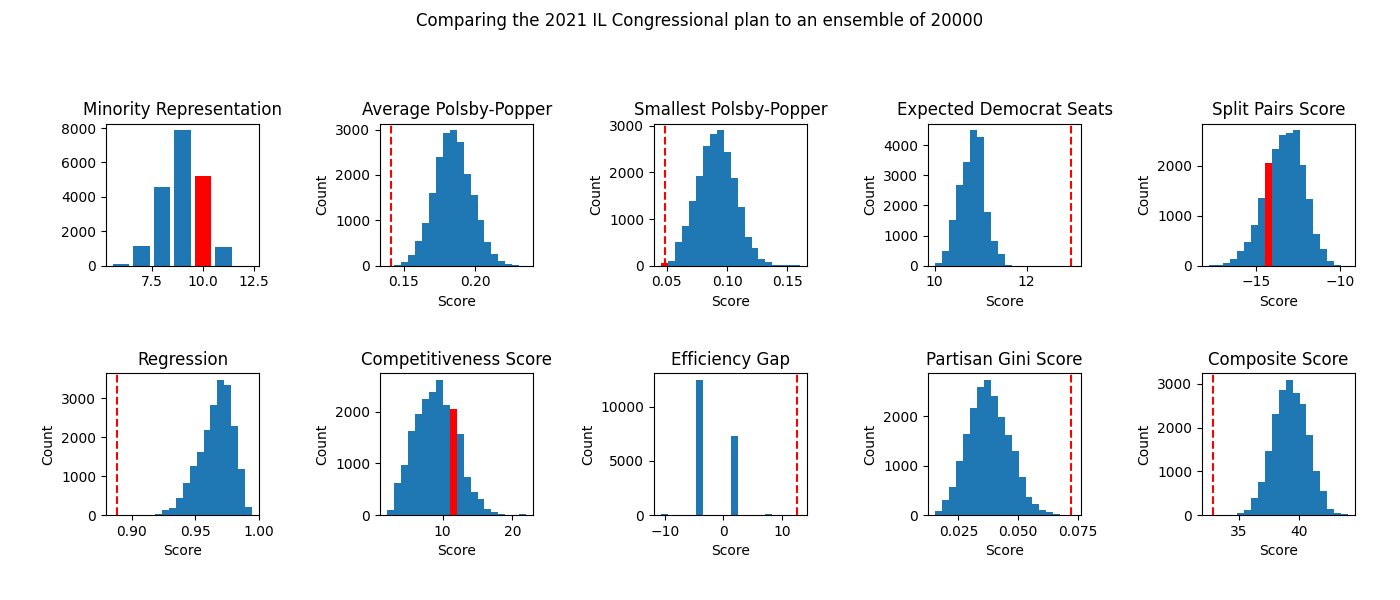 Comparing the 2021 IL Congressional plan to an ensemble of 20000
Minority Representation
8000
6000
4000
2000
0
7.5 10.0 12.5
Average Polsby-Popper
Count
3000
2000
1000
0
0.15 0.20
Score
Smallest Polsby-Popper
Count
3000
2000
1000
0
0.05 0.10 0.15
Score
Expected Democrat Seats
Count
4000
3000
2000
1000
0
10 12
Score
Split Pairs Score
Count
2000
1000
0
−15 −10
Score
Regression
Count
3000
2000
1000
0
0.90 0.95 1.00
Score
Competitiveness Score
Count
2000
1000
0
10 20
Score
Efficiency Gap
Count
10000
5000
0
−10 0 10
Score
Partisan Gini Score
Count
2000
1000
0
0.025 0.050 0.075
Score
Composite Score
Count
3000
2000
1000
0
35 40
Score